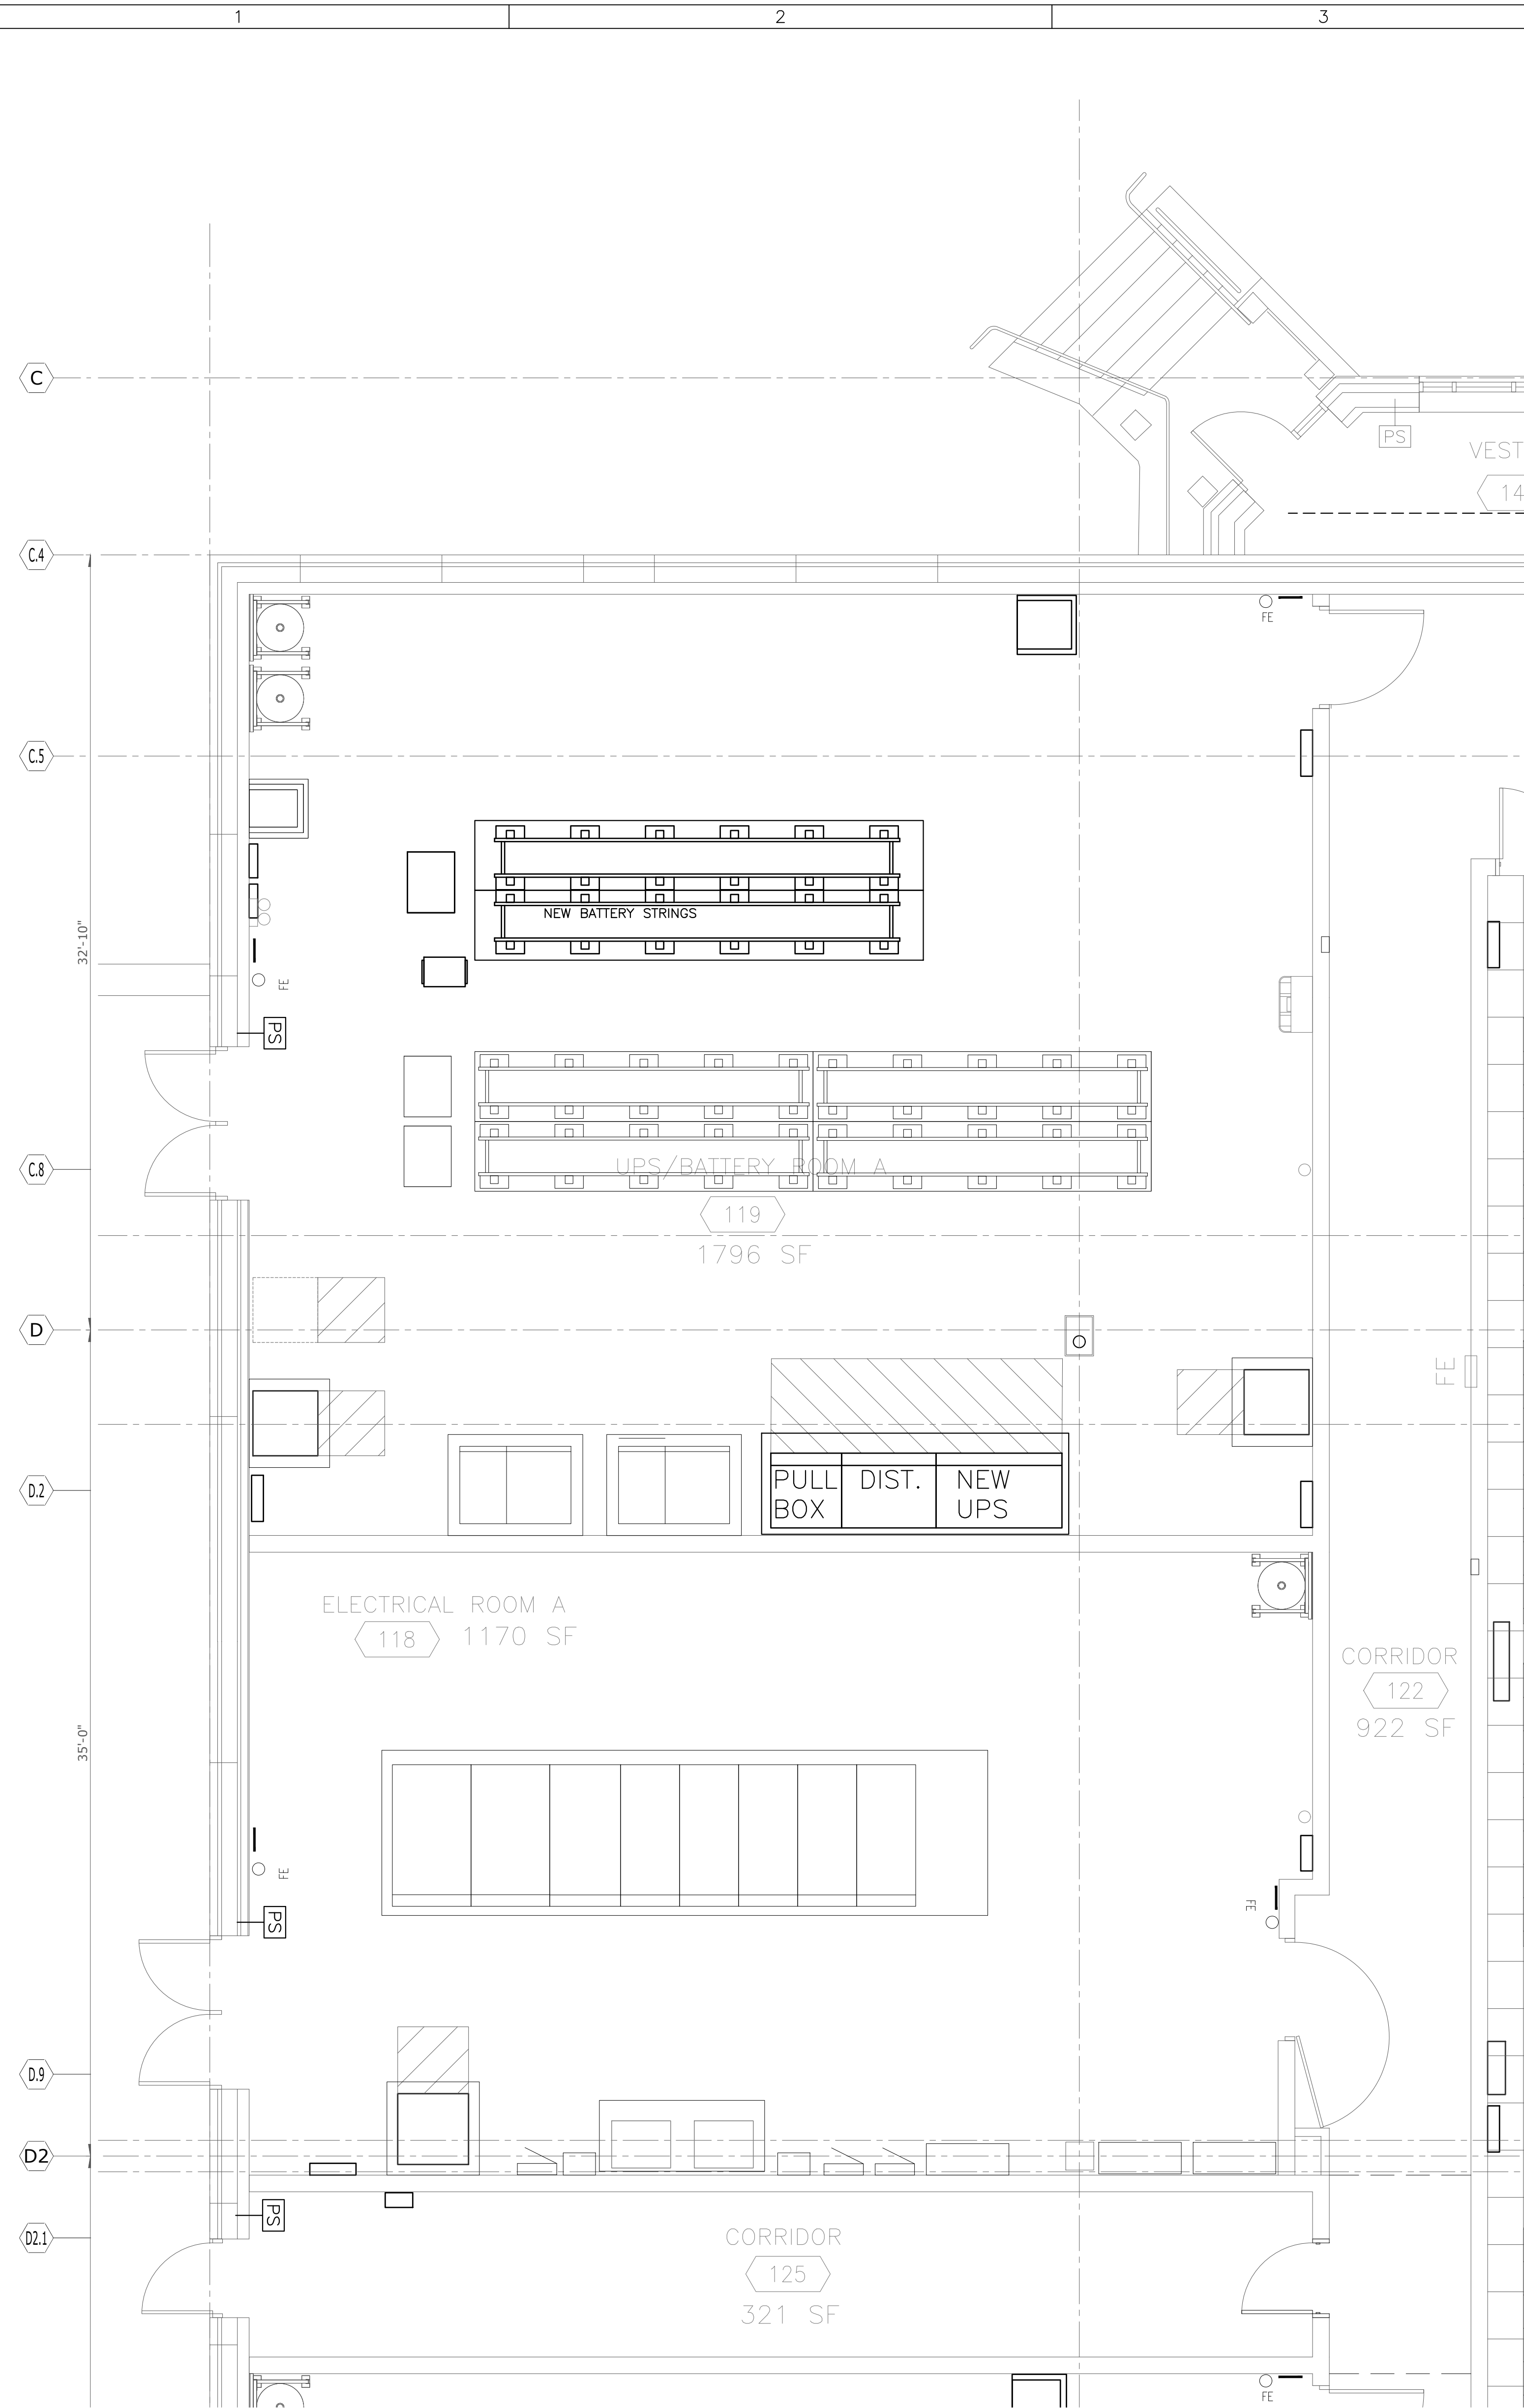 1
2
3
C
PS
VEST
14
C.4
FE
C.5
NEW BATTERY STRINGS
32'-10"
FE
PS
C.8
UPS/BATTERY ROOM A
119
1796 SF
D
FE
D.2
PULL BOX
DIST.
NEW UPS
ELECTRICAL ROOM A
118
1170 SF
CORRIDOR
122
922 SF
35'-0"
FE
FE
PS
D.9
D2
PS
D2.1
CORRIDOR
125
321 SF
FE